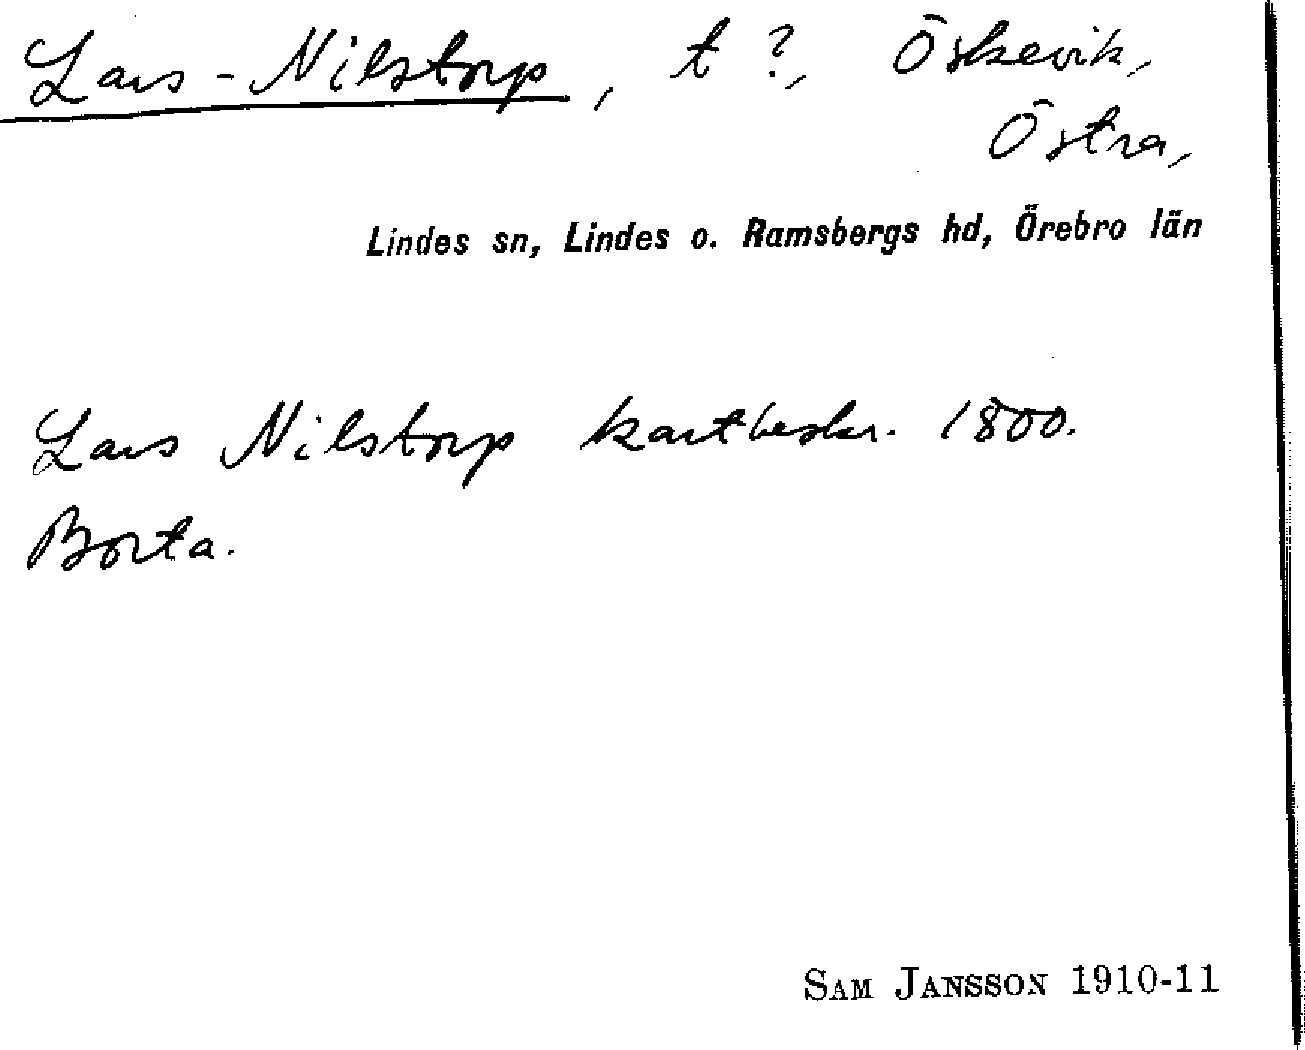 Lars-Nilstorp, t ?, Öskevik,
Östra,
Lindes sn, Lindes o. Ramsbergs hd, Örebro län
Lars Nilstorp kartbeskr. 1800.
Borta.
SAM JANSSON 1910-11